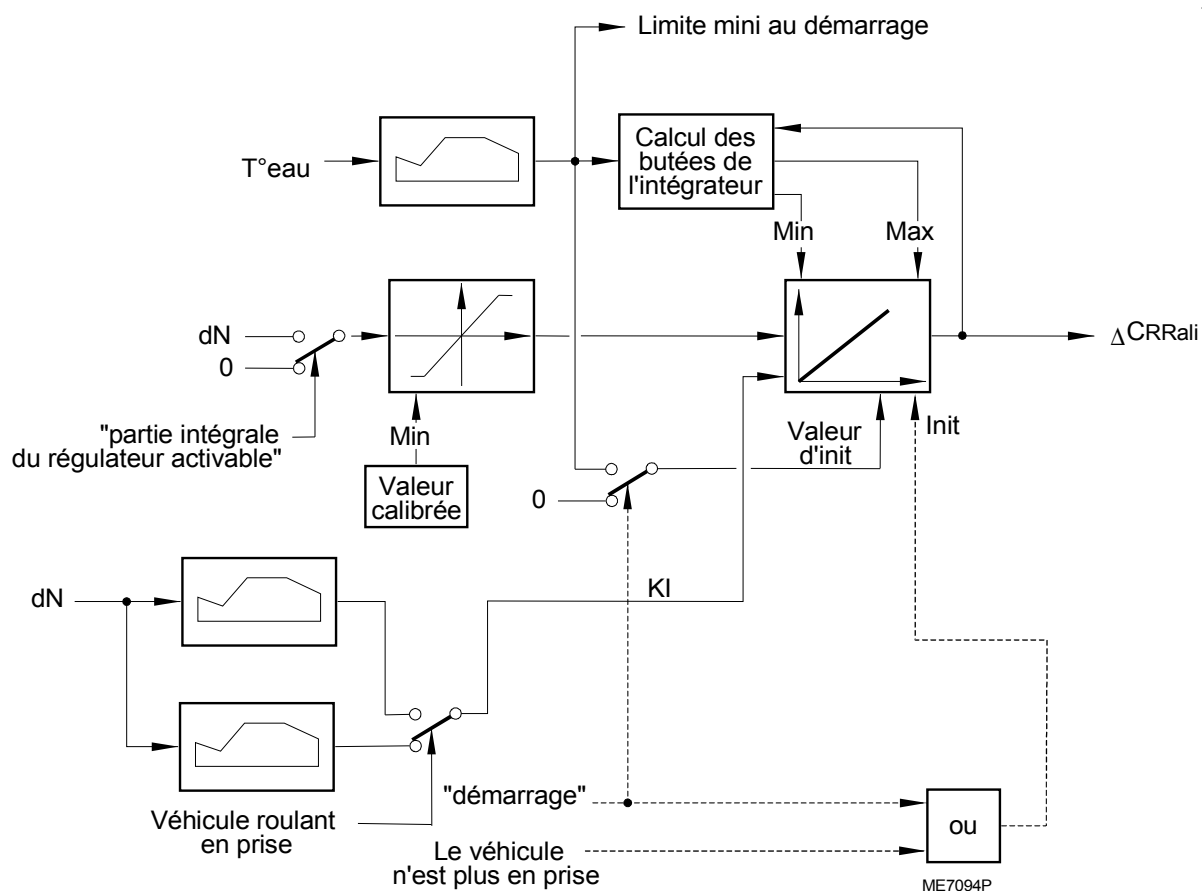 Limite mini au démarrage
T°eau
Calcul des
butées de
l'intégrateur
Min
Max
dN
0
ΔCRRali
"partie intégrale
du régulateur activable"
Min
Valeur
calibrée
Valeur
d'init
Init
0
dN
KI
Véhicule roulant
en prise
"démarrage"
Le véhicule
n'est plus en prise
ou
ME7094P